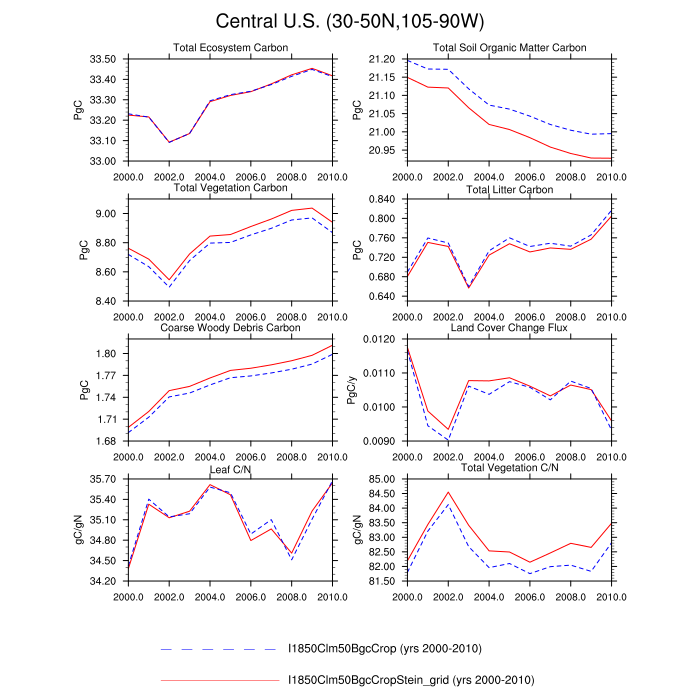 Central U.S. (30-50N,105-90W)
Total Ecosystem Carbon
33.50
33.40
33.30
33.20
33.10
33.00
PgC
2000.0 2002.0 2004.0 2006.0 2008.0 2010.0
Total Soil Organic Matter Carbon
21.20
21.15
21.10
21.05
21.00
20.95
PgC
2000.0 2002.0 2004.0 2006.0 2008.0 2010.0
Total Vegetation Carbon
9.00
8.80
8.60
8.40
PgC
2000.0 2002.0 2004.0 2006.0 2008.0 2010.0
Total Litter Carbon
0.840
0.800
0.760
0.720
0.680
0.640
PgC
2000.0 2002.0 2004.0 2006.0 2008.0 2010.0
Coarse Woody Debris Carbon
1.80
1.77
1.74
1.71
1.68
PgC
2000.0 2002.0 2004.0 2006.0 2008.0 2010.0
Land Cover Change Flux
0.0120
0.0110
0.0100
0.0090
PgC/y
2000.0 2002.0 2004.0 2006.0 2008.0 2010.0
Leaf C/N
35.70
35.40
35.10
34.80
34.50
34.20
gC/gN
2000.0 2002.0 2004.0 2006.0 2008.0 2010.0
Total Vegetation C/N
85.00
84.50
84.00
83.50
83.00
82.50
82.00
81.50
gC/gN
2000.0 2002.0 2004.0 2006.0 2008.0 2010.0
I1850Clm50BgcCrop (yrs 2000-2010)
I1850Clm50BgcCropStein_grid (yrs 2000-2010)